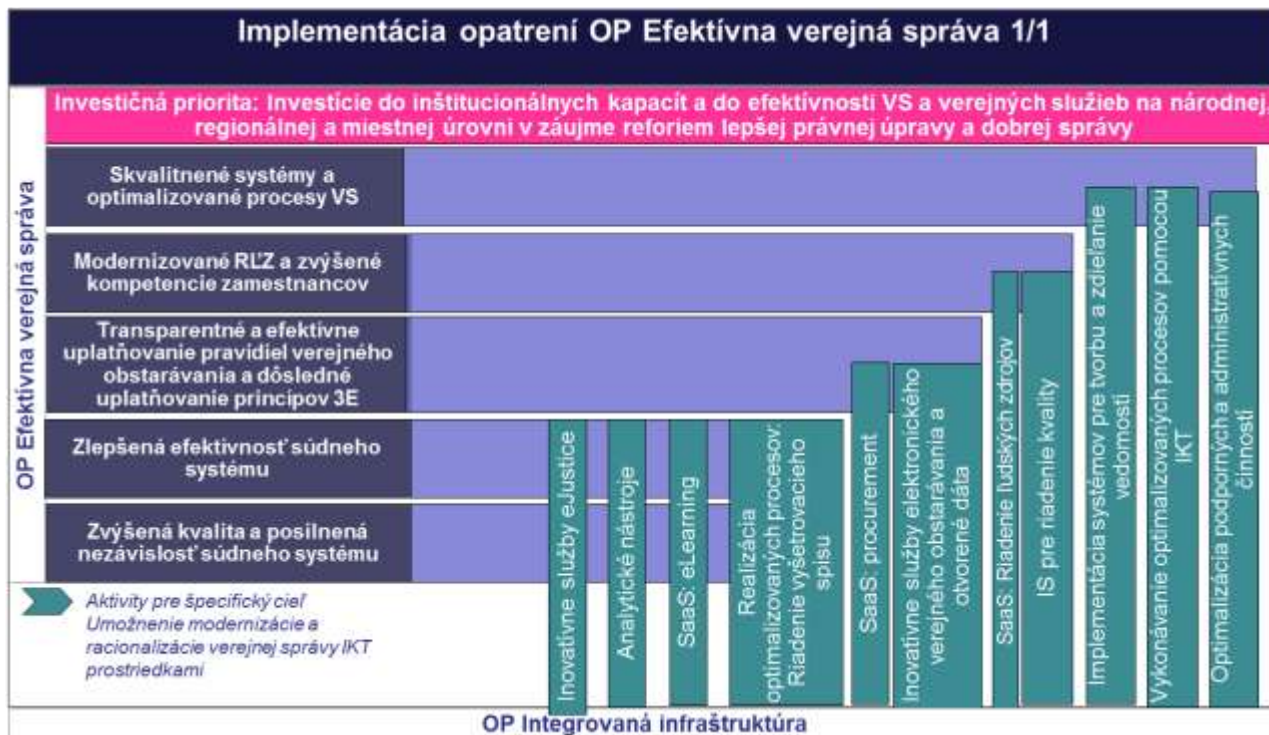 Implementácia opatrení OP Efektívna verejná správa 1/1
Investičná priorita: Investície do inštitucionálnych kapacít a do efektívnosti VS a verejných služieb na národnej,
regionálnej a miestnej úrovni v záujme reforiem lepšej právnej úpravy a dobrej správy
OP Efektívna verejná správa
Skvalitnené systémy a
optimalizované procesy VS
Modernizované RĽZ a zvýšené
kompetencie zamestnancov
Transparentné a efektívne
uplatňovanie pravidiel verejného
obstarávania a dôsledné
uplatňovanie princípov 3E
Zlepšená efektívnosť súdneho
systému
Zvýšená kvalita a posilnená
nezávislosť súdneho systému
Inovatívne služby eJustice
Analytické nástroje
SaaS: eLearning
Realizácia
optimalizovaných procesov:
Riadenie vyšetrovacieho
spisu
SaaS: procurement
Inovatívne služby elektronického
verejného obstarávania a
otvorené dáta
SaaS: Riadenie ľudských zdrojov
IS pre riadenie kvality
Implementácia systémov pre tvorbu a zdieľanie
vedomostí
Vykonávanie optimalizovaných procesov pomocou
IKT
Optimalizácia podporných a administratívnych
činností
Aktivity pre špecifický cieľ
Umožnenie modernizácie a
racionalizácie verejnej správy IKT
prostriedkami
OP Integrovaná infraštruktúra